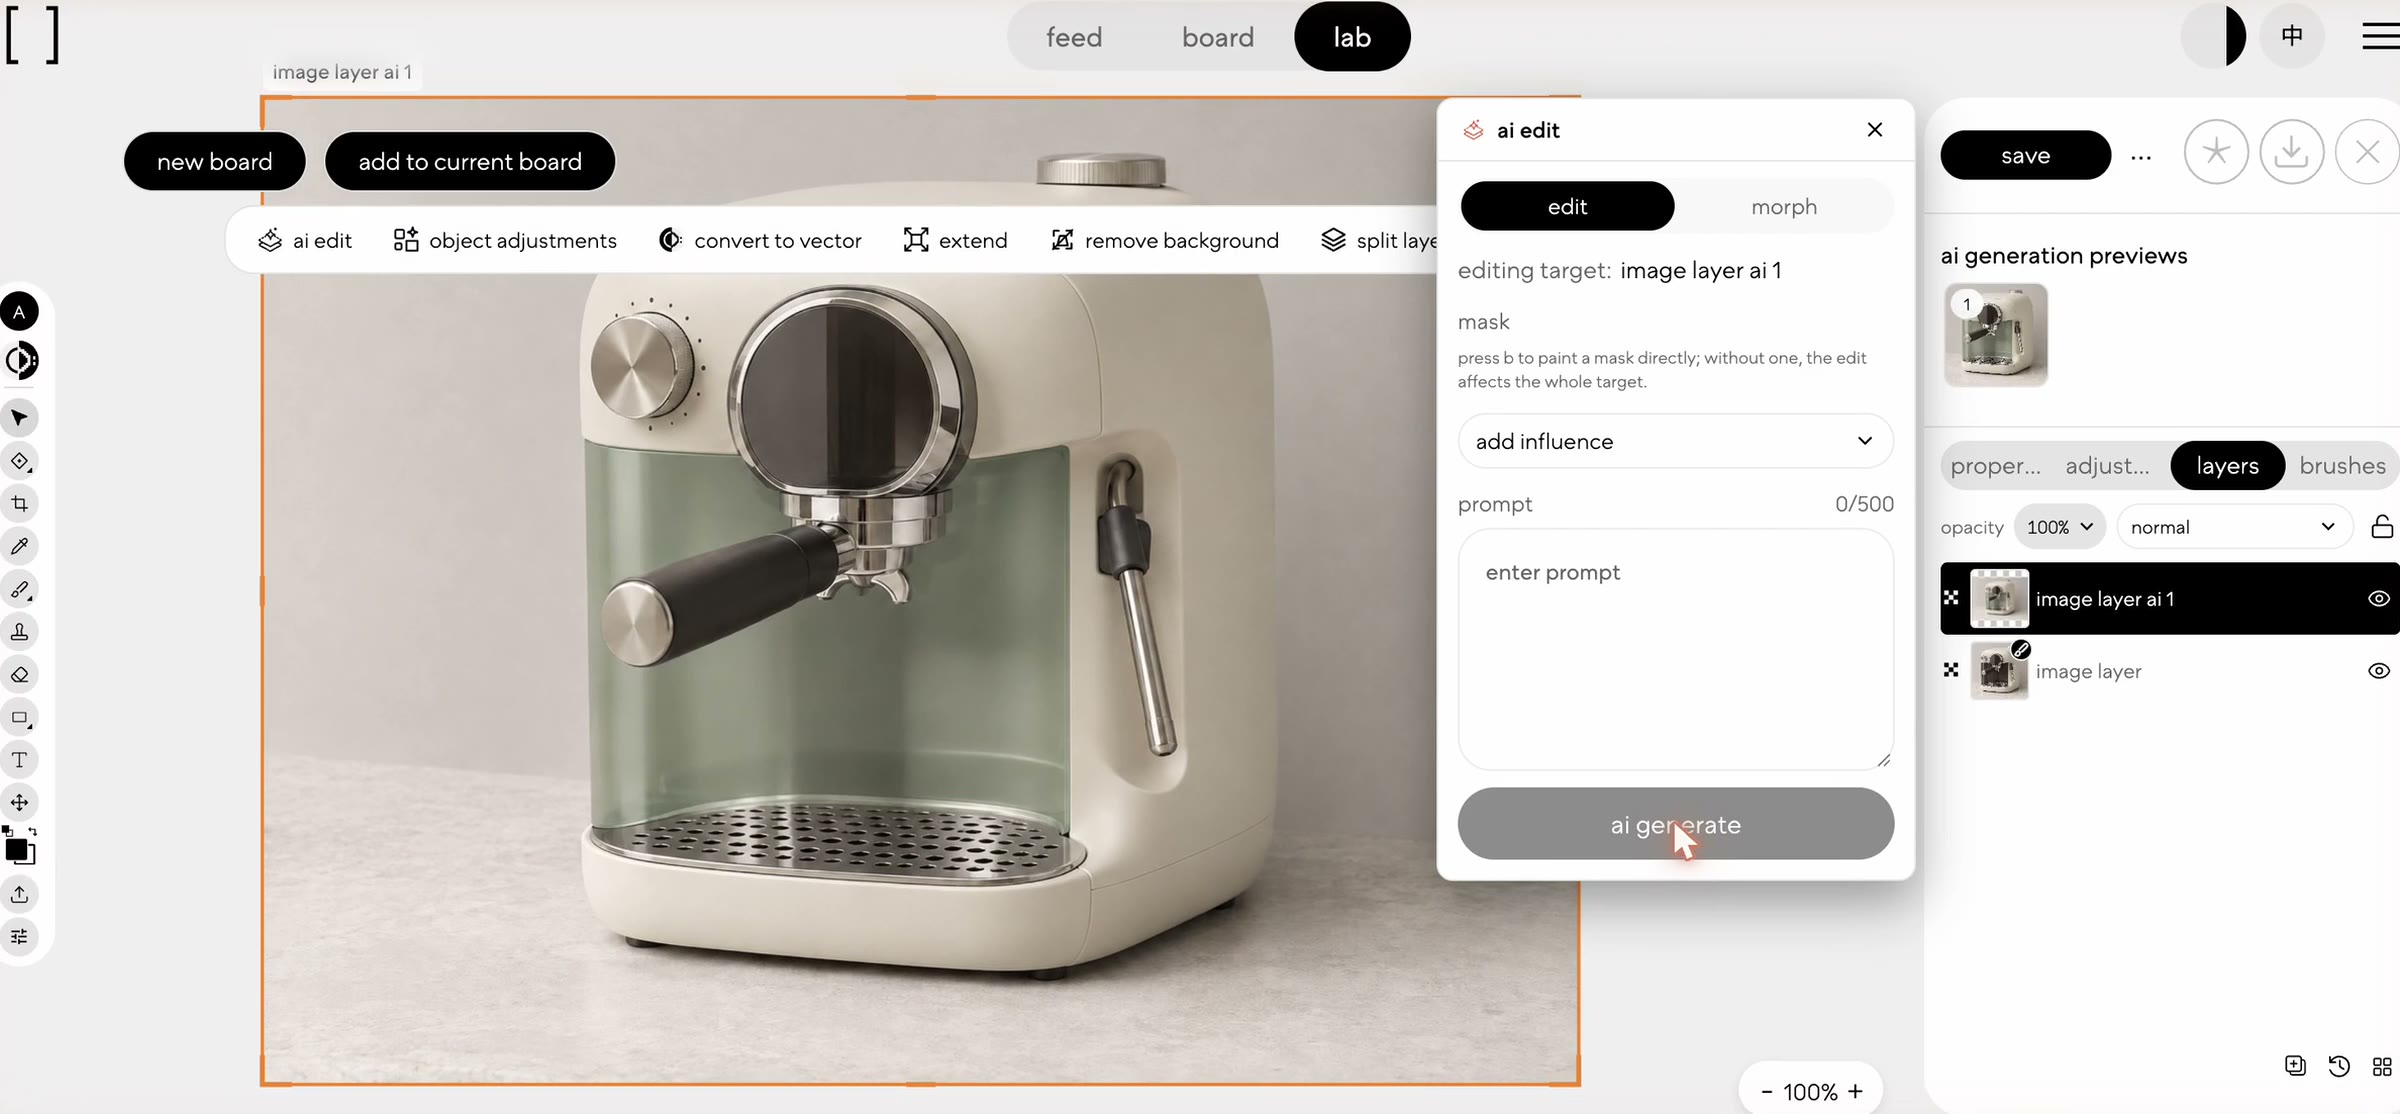 [ ]
feed board lab
中
image layer ai 1
new board add to current board
ai edit object adjustments convert to vector extend remove background split laye
A
T
ai edit
edit morph
editing target: image layer ai 1
mask
press b to paint a mask directly; without one, the edit
affects the whole target.
add influence
prompt 0/500
enter prompt
ai generate
save ...
ai generation previews
1
proper... adjust... layers brushes
opacity 100% normal
image layer ai 1
image layer
- 100% +